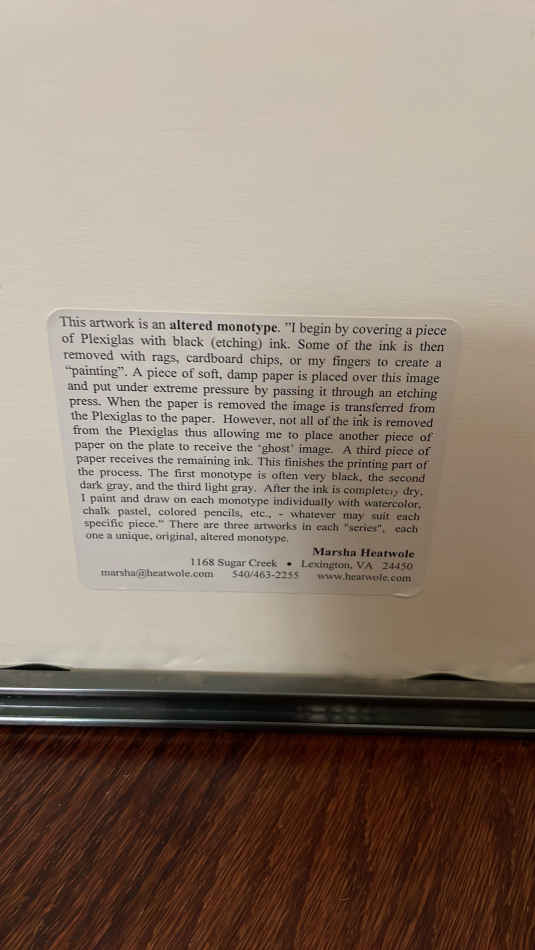 This artwork is an altered monotype. "I begin by covering a piece
of Plexiglas with black (etching) ink. Some of the ink is then
removed with rags, cardboard chips, or my fingers to create a
“painting”. A piece of soft, damp paper is placed over this image
and put under extreme pressure by passing it through an etching
press. When the paper is removed the image is transferred from
the Plexiglas to the paper. However, not all of the ink is removed
from the Plexiglas thus allowing me to place another piece of
paper on the plate to receive the ‘ghost’ image. A third piece of
paper receives the remaining ink. This finishes the printing part of
the process. The first monotype is often very black, the second
dark gray, and the third light gray. After the ink is completely dry,
I paint and draw on each monotype individually with watercolor,
chalk pastel, colored pencils, etc., - whatever may suit each
specific piece.” There are three artworks in each "series", each
one a unique, original, altered monotype.
Marsha Heatwole
1168 Sugar Creek • Lexington, VA 24450
marsha@heatwole.com 540/463-2255 www.heatwole.com